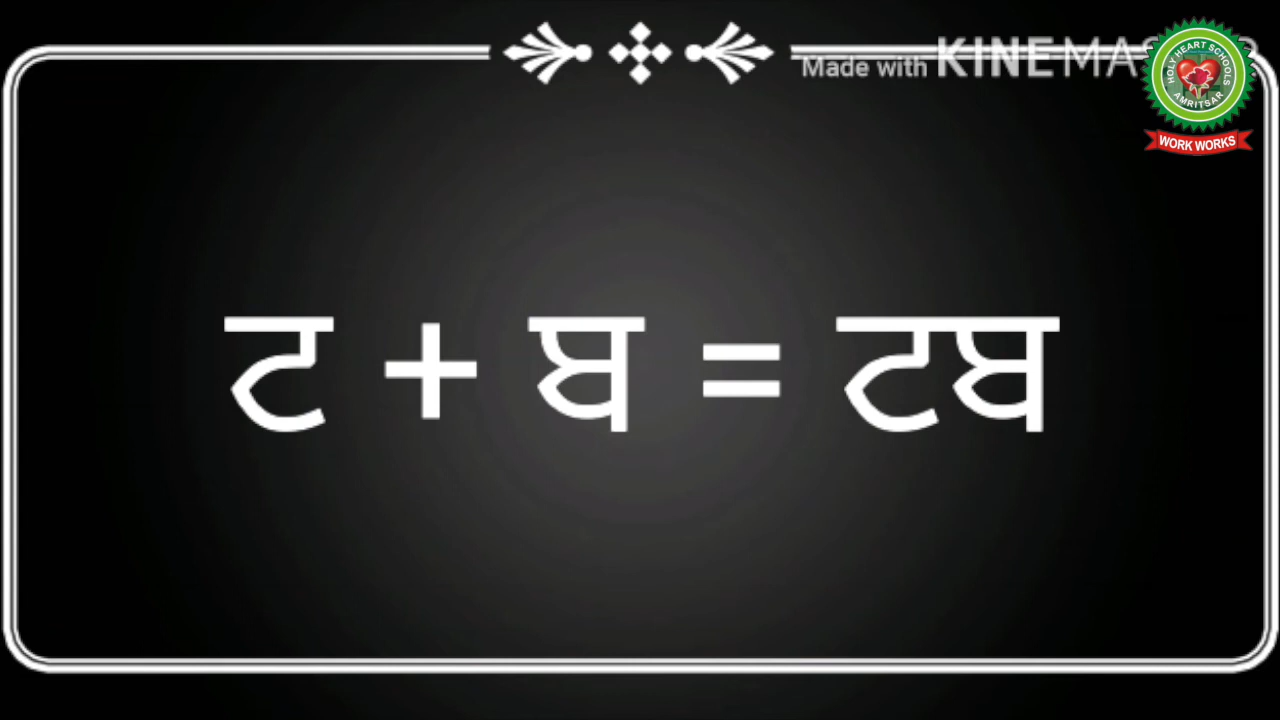 Made with KINEMA
HOLY HEART SCHOOLS
AMRITSAR
WORK WORKS
ਟ + ਬ = ਟਬ